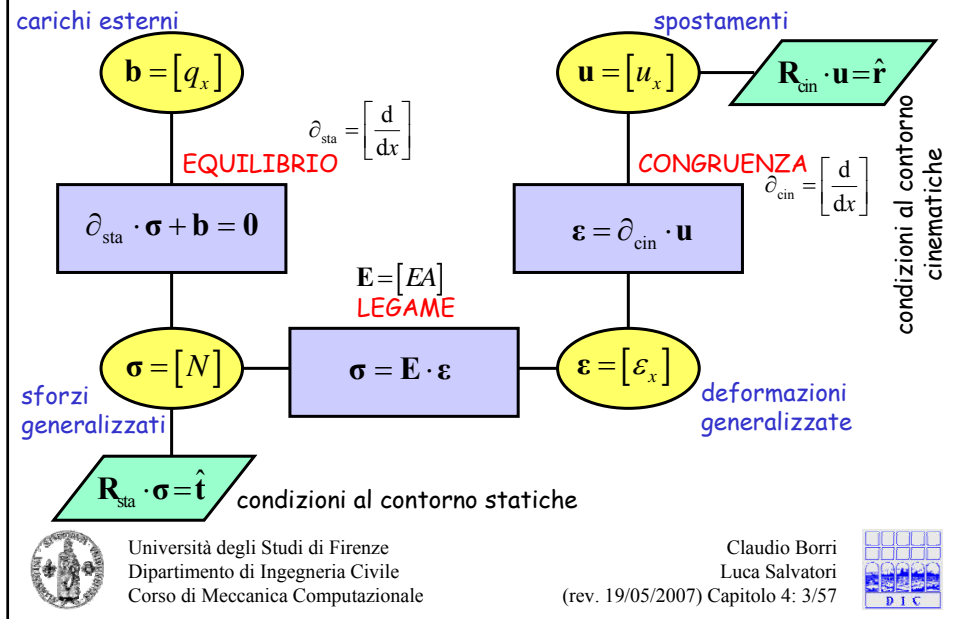 carichi esterni
spostamenti
b = [q_x]
u = [u_x]
R_cin · u = r̂
∂_sta = [d/dx]
EQUILIBRIO
CONGRUENZA
∂_cin = [d/dx]
condizioni al contorno
cinematiche
∂_sta · σ + b = 0
ε = ∂_cin · u
E = [EA]
LEGAME
σ = [N]
σ = E · ε
ε = [ε_x]
sforzi
generalizzati
deformazioni
generalizzate
R_sta · σ = t̂
condizioni al contorno statiche
Università degli Studi di Firenze
Dipartimento di Ingegneria Civile
Corso di Meccanica Computazionale
Claudio Borri
Luca Salvatori
(rev. 19/05/2007) Capitolo 4: 3/57
D I C